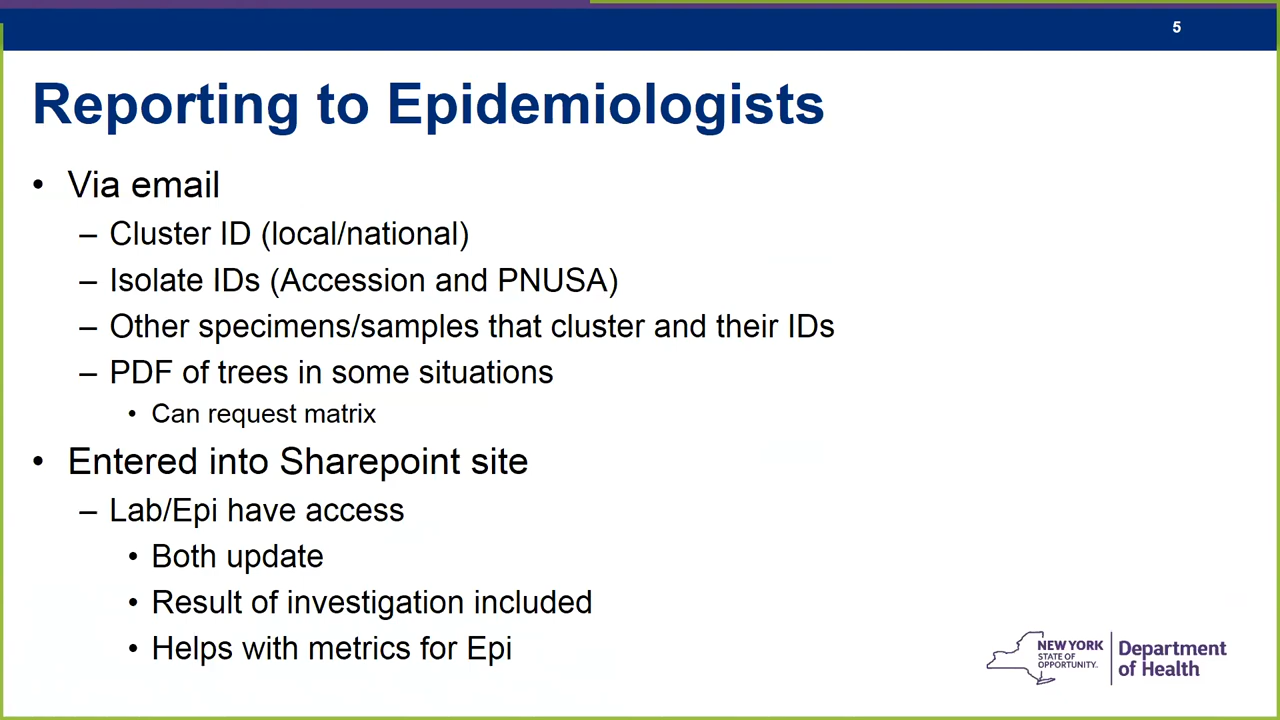 5
Reporting to Epidemiologists
• Via email
– Cluster ID (local/national)
– Isolate IDs (Accession and PNUSA)
– Other specimens/samples that cluster and their IDs
– PDF of trees in some situations
• Can request matrix
• Entered into Sharepoint site
– Lab/Epi have access
• Both update
• Result of investigation included
• Helps with metrics for Epi
NEW YORK
STATE OF
OPPORTUNITY.
Department
of Health